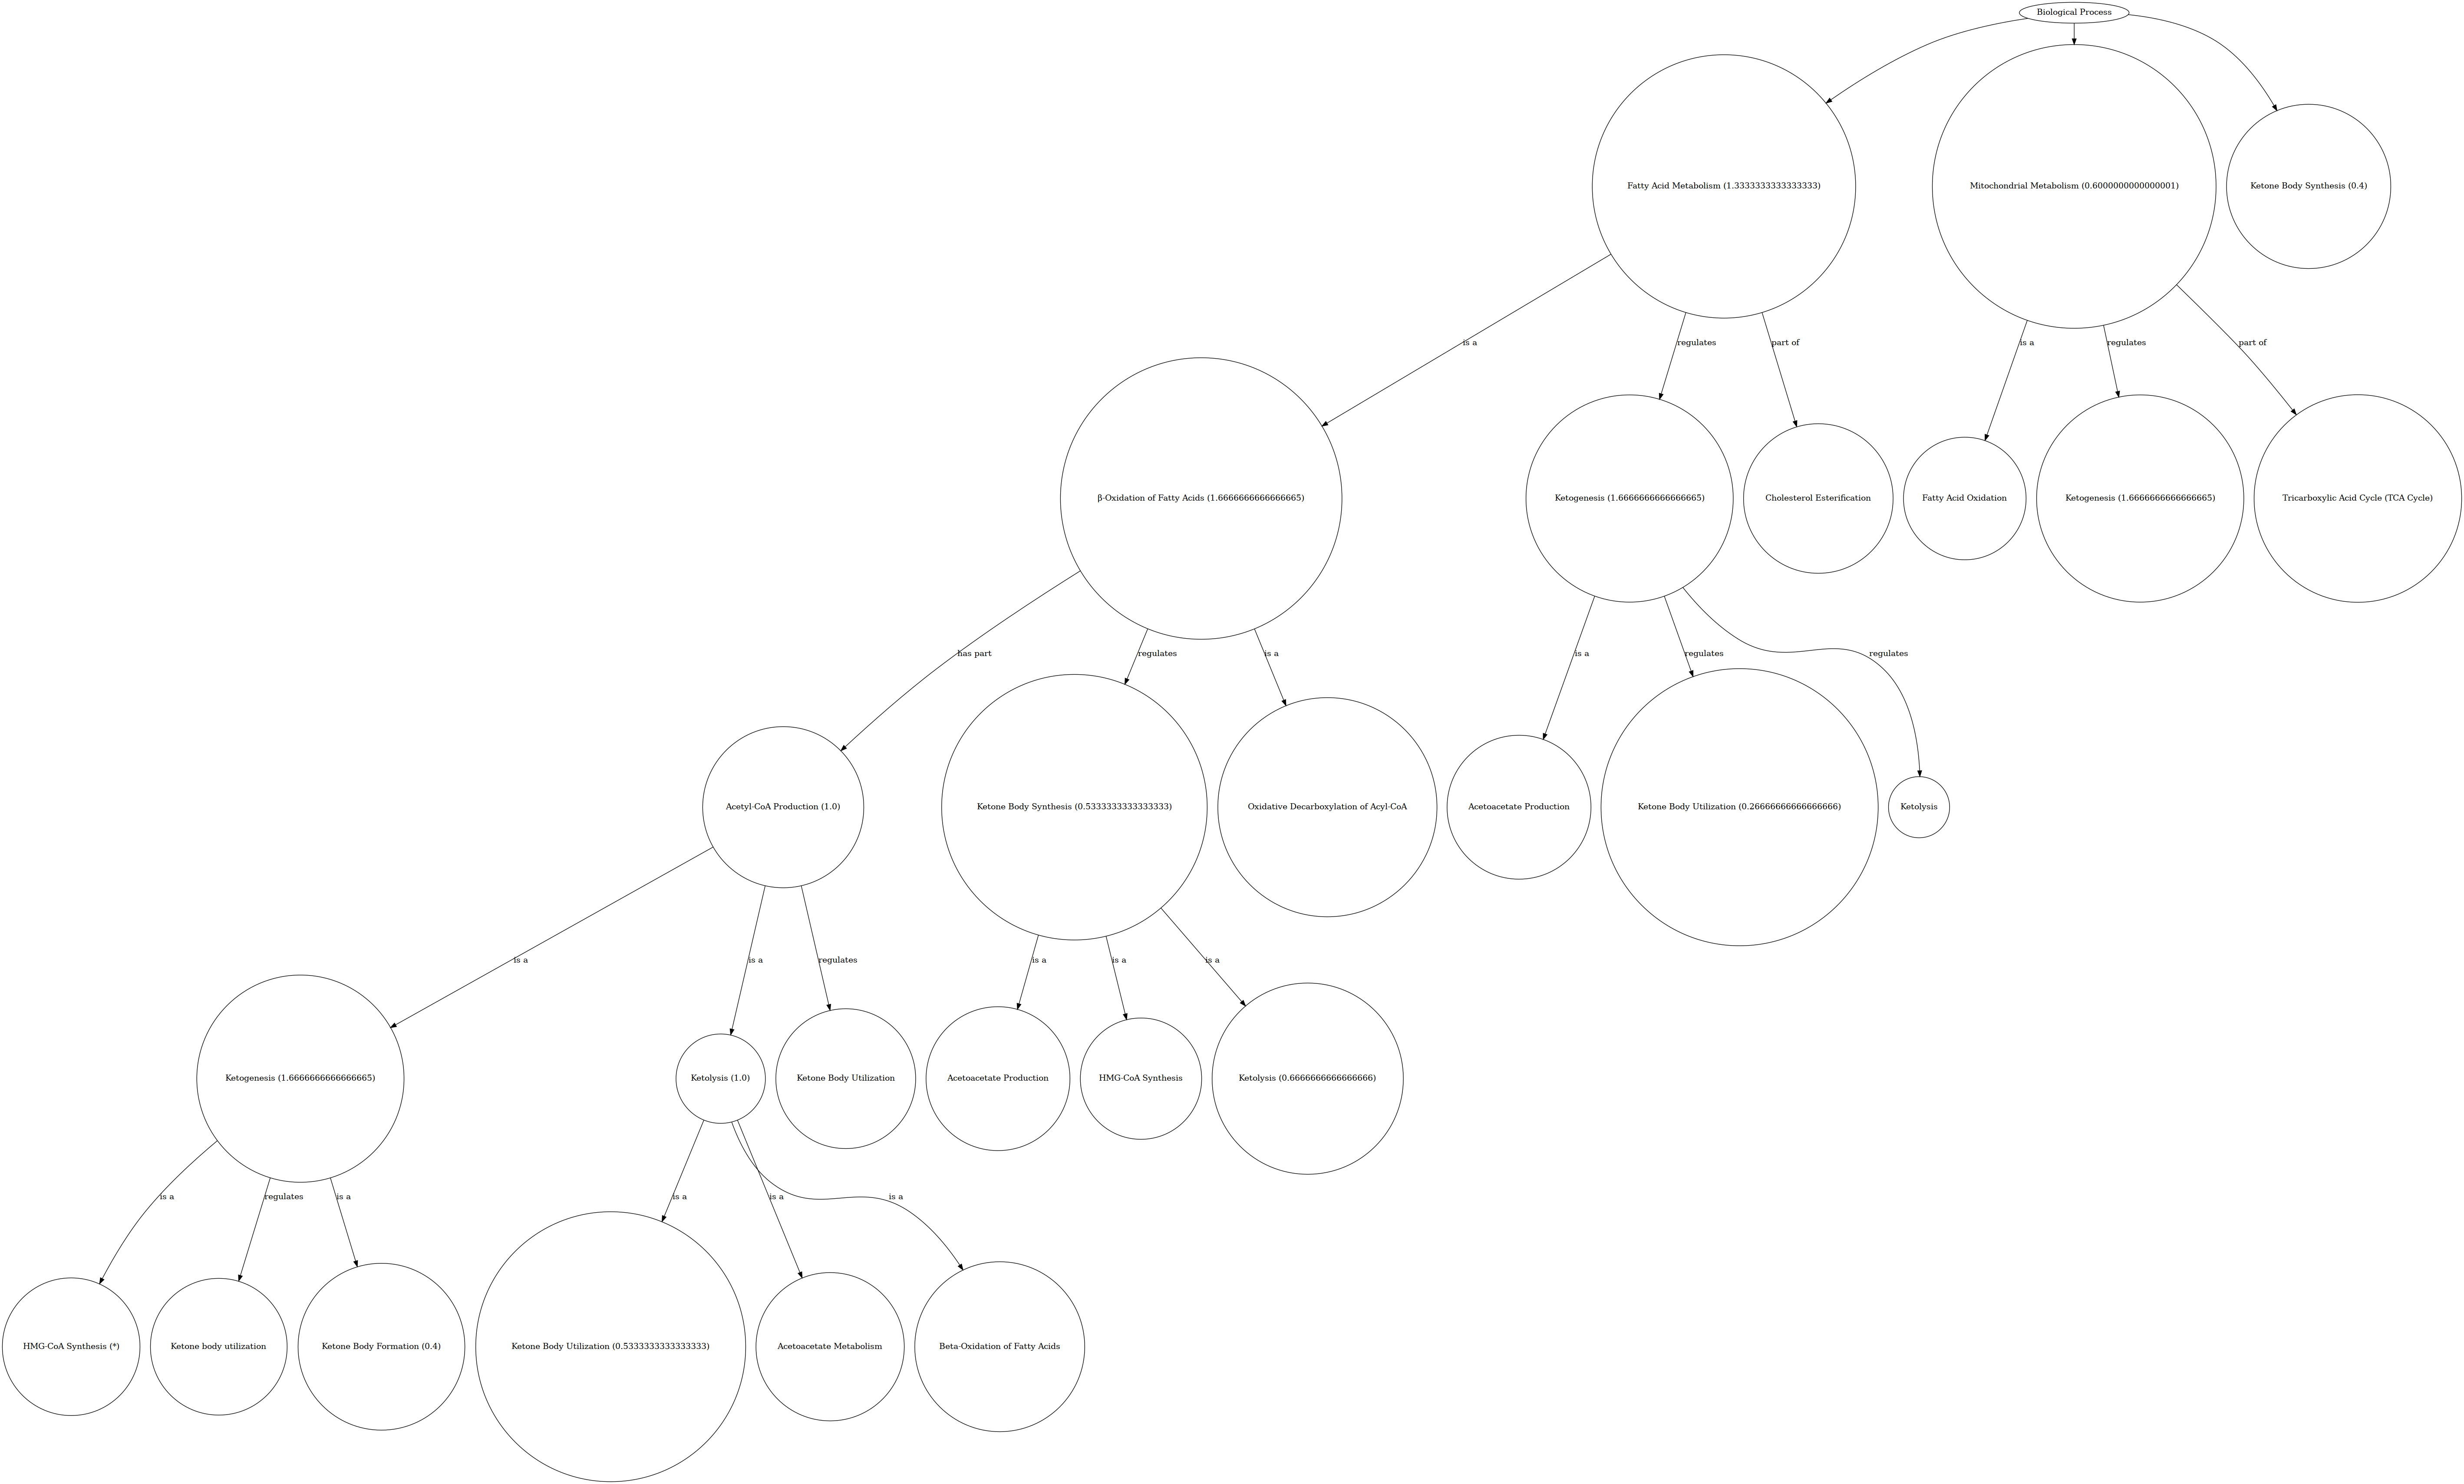 Biological Process
Fatty Acid Metabolism (1.3333333333333333)
Mitochondrial Metabolism (0.6000000000000001)
Ketone Body Synthesis (0.4)
is a
regulates
part of
is a
regulates
part of
β-Oxidation of Fatty Acids (1.6666666666666665)
Ketogenesis (1.6666666666666665)
Cholesterol Esterification
Fatty Acid Oxidation
Ketogenesis (1.6666666666666665)
Tricarboxylic Acid Cycle (TCA Cycle)
has part
regulates
is a
is a
regulates
regulates
Acetyl-CoA Production (1.0)
Ketone Body Synthesis (0.5333333333333333)
Oxidative Decarboxylation of Acyl-CoA
Acetoacetate Production
Ketone Body Utilization (0.26666666666666666)
Ketolysis
is a
is a
regulates
is a
is a
is a
Ketogenesis (1.6666666666666665)
Ketolysis (1.0)
Ketone Body Utilization
Acetoacetate Production
HMG-CoA Synthesis
Ketolysis (0.6666666666666666)
is a
regulates
is a
is a
is a
is a
HMG-CoA Synthesis (*)
Ketone body utilization
Ketone Body Formation (0.4)
Ketone Body Utilization (0.5333333333333333)
Acetoacetate Metabolism
Beta-Oxidation of Fatty Acids